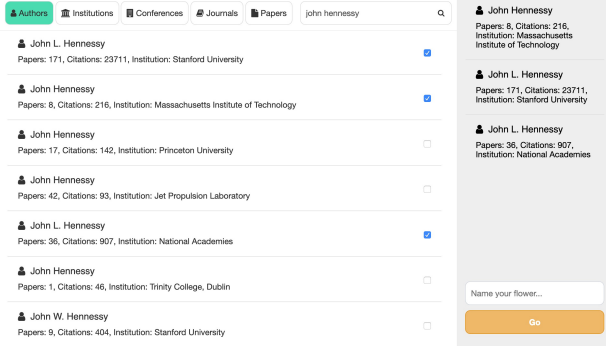 Authors Institutions Conferences Journals Papers john hennessy
John L. Hennessy
Papers: 171, Citations: 23711, Institution: Stanford University
John Hennessy
Papers: 8, Citations: 216, Institution: Massachusetts Institute of Technology
John Hennessy
Papers: 17, Citations: 142, Institution: Princeton University
John Hennessy
Papers: 42, Citations: 93, Institution: Jet Propulsion Laboratory
John L. Hennessy
Papers: 36, Citations: 907, Institution: National Academies
John Hennessy
Papers: 1, Citations: 46, Institution: Trinity College, Dublin
John W. Hennessy
Papers: 9, Citations: 404, Institution: Stanford University
John Hennessy
Papers: 8, Citations: 216,
Institution: Massachusetts
Institute of Technology
John L. Hennessy
Papers: 171, Citations: 23711,
Institution: Stanford University
John L. Hennessy
Papers: 36, Citations: 907,
Institution: National Academies
Name your flower...
Go